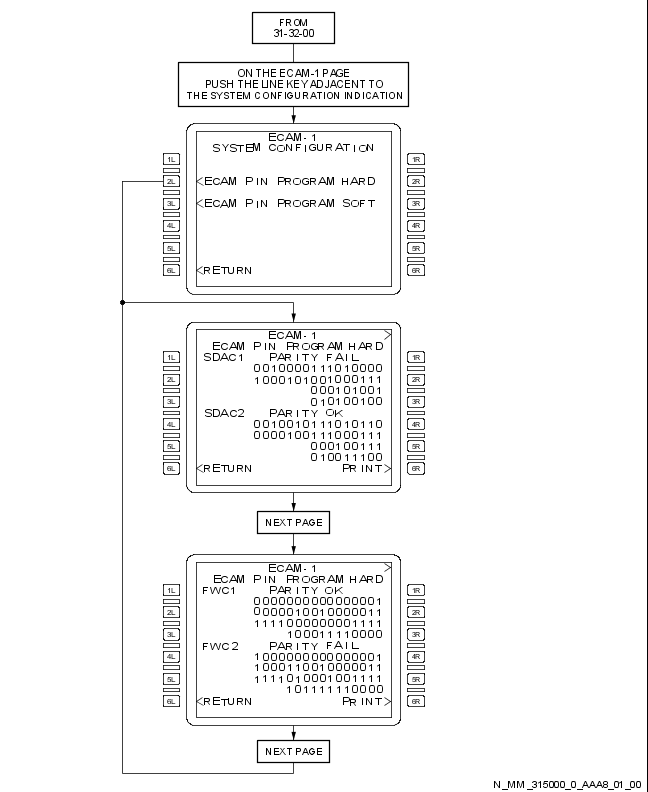 FROM
31-32-00
ON THE ECAM-1 PAGE
PUSH THE LINE KEY ADJACENT TO
THE SYSTEM CONFIGURATION INDICATION
ECAM-1
SYSTEM CONFIGURATION
1L 1R
2L <ECAM PIN PROGRAM HARD 2R
3L <ECAM PIN PROGRAM SOFT 3R
4L 4R
5L 5R
6L <RETURN 6R
ECAM-1 >
ECAM PIN PROGRAM HARD
1L SDAC1 PARITY FAIL 1R
0010000111010000
2L 1000101001000111 2R
000101001
3L 010100100 3R
SDAC2 PARITY OK
4L 0010010111010110 4R
0000100111000111
5L 000100111 5R
010011100
6L <RETURN PRINT> 6R
NEXT PAGE
ECAM-1 >
ECAM PIN PROGRAM HARD
1L FWC1 PARITY OK 1R
0000000000000001
2L 0000010010000011 2R
1111000000001111
3L 100011110000 3R
FWC2 PARITY FAIL
4L 1000000000000001 4R
1000110010000011
5L 1111010001001111 5R
101111110000
6L <RETURN PRINT> 6R
NEXT PAGE
N_MM_315000_0_AAA8_01_00